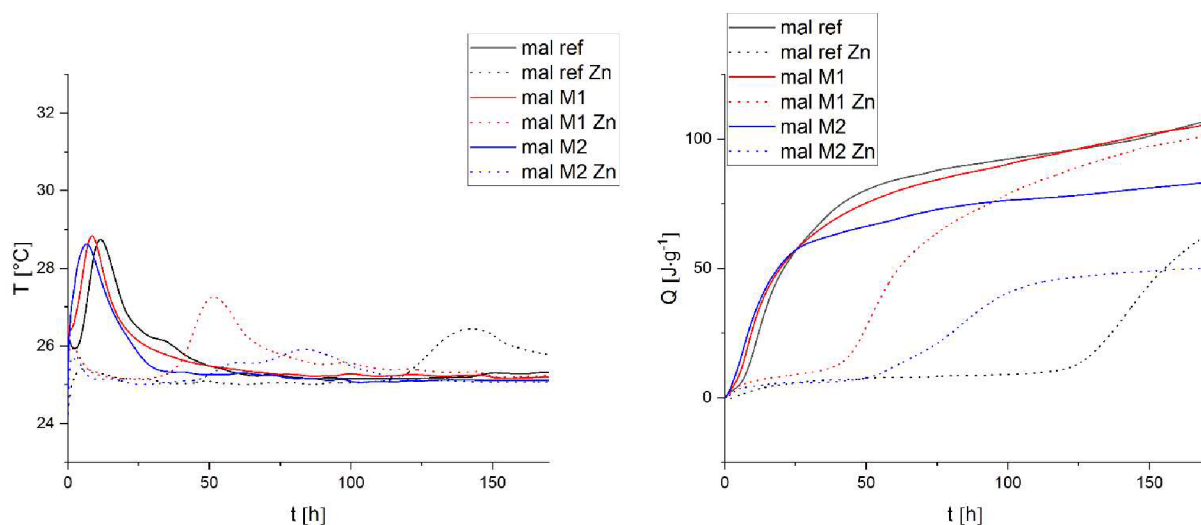 mal ref
mal ref Zn
mal M1
mal M1 Zn
mal M2
mal M2 Zn
T [°C]
32
30
28
26
24
0
50
100
150
t [h]
mal ref
mal ref Zn
mal M1
mal M1 Zn
mal M2
mal M2 Zn
Q [J·g⁻¹]
100
50
0
0
50
100
150
t [h]